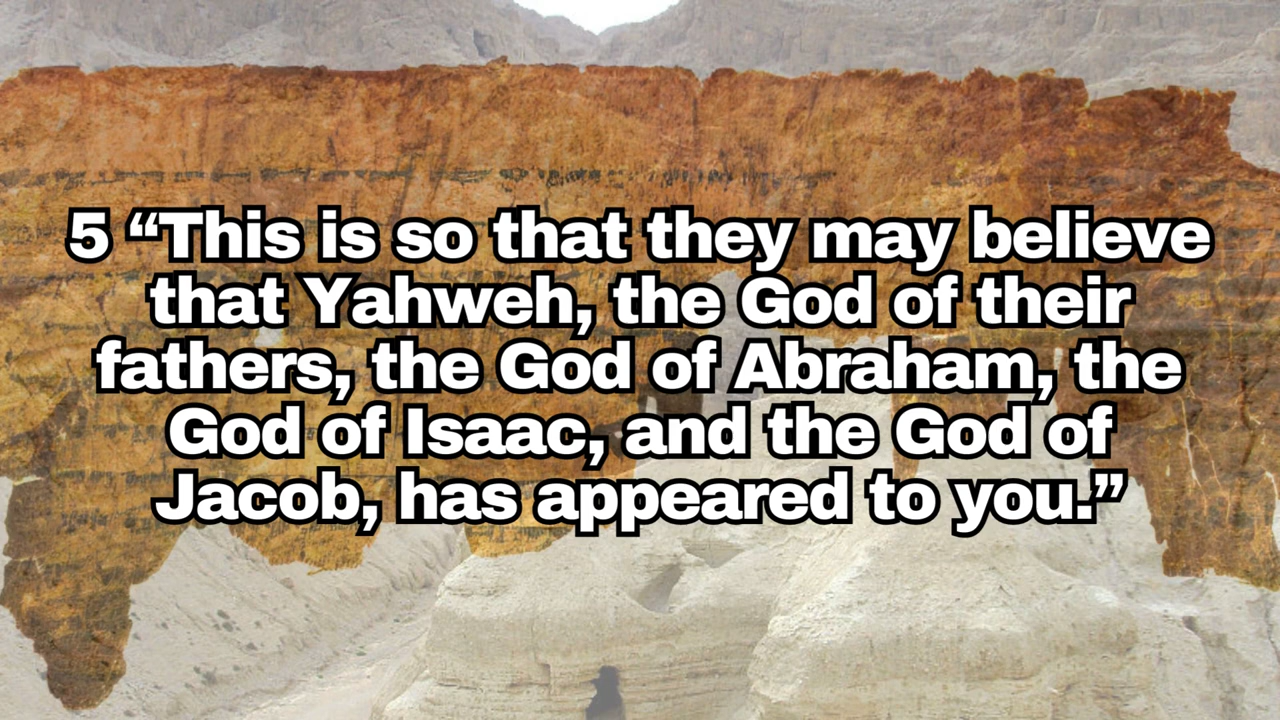 5 “This is so that they may believe
that Yahweh, the God of their
fathers, the God of Abraham, the
God of Isaac, and the God of
Jacob, has appeared to you.”